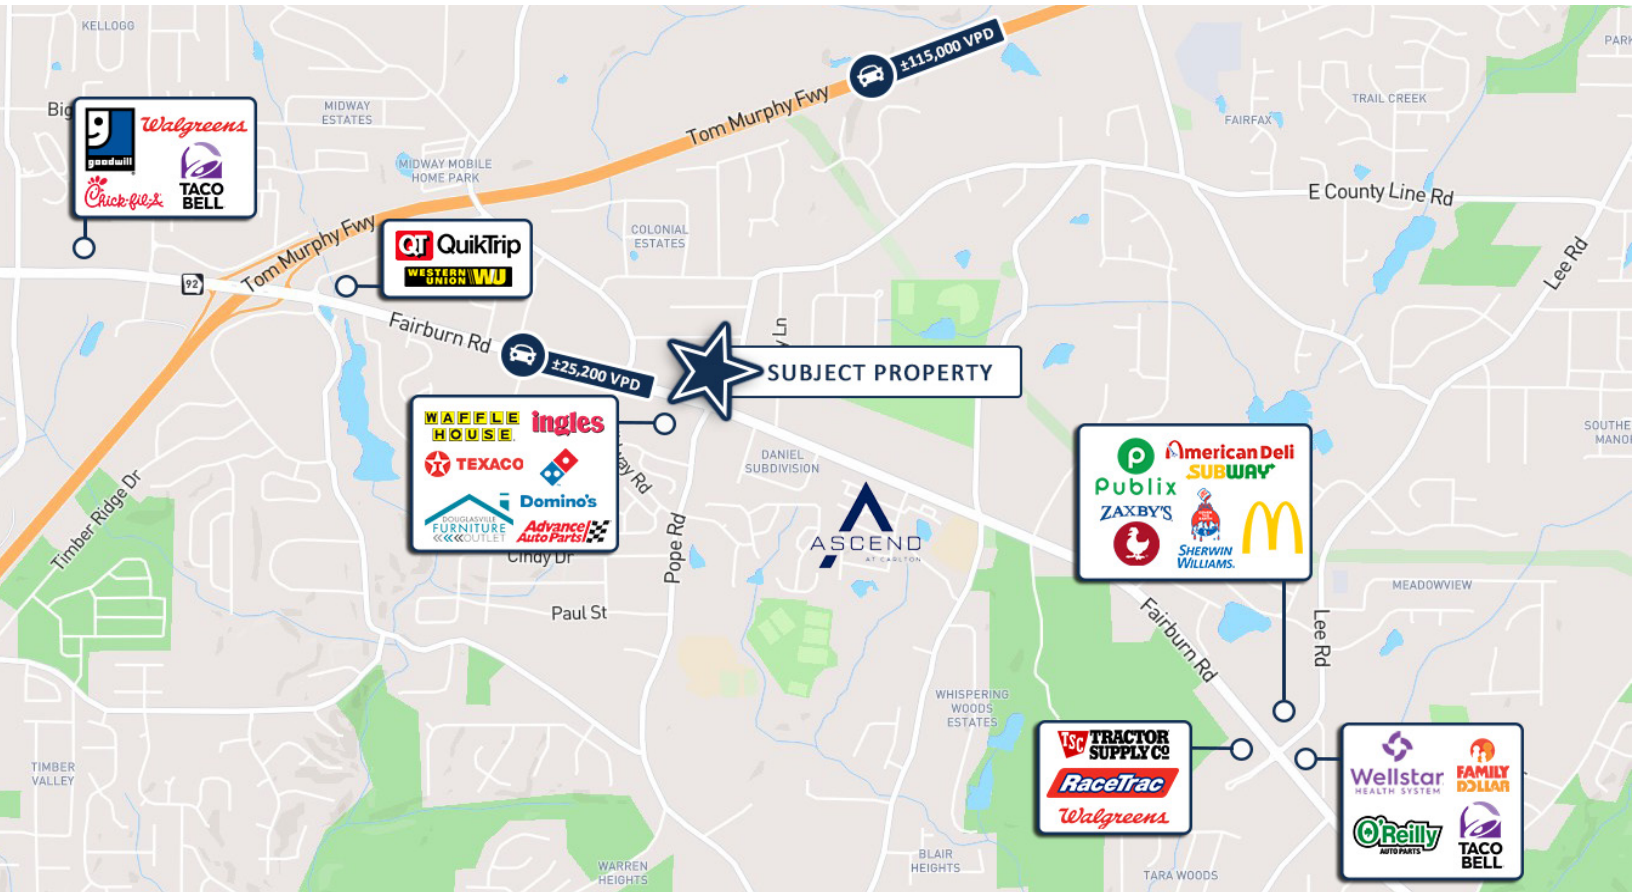 KELLOGG
±115,000 VPD
PARK
Big
goodwill
Walgreens
Chick-fil-A
TACO
BELL
MIDWAY
ESTATES
Tom Murphy Fwy
TRAIL CREEK
FAIRFAX
MIDWAY MOBILE
HOME PARK
E County Line Rd
Tom Murphy Fwy
QT QuikTrip
WESTERN
UNION WU
COLONIAL
ESTATES
Lee Rd
92
Fairburn Rd
±25,200 VPD
y Ln
SUBJECT PROPERTY
WAFFLE
HOUSE
ingles
TEXACO
Domino's
DOUGLASVILLE
FURNITURE
OUTLET
Advance
Auto Parts
way Rd
DANIEL
SUBDIVISION
Publix
American Deli
SUBWAY
ZAXBY'S
SHERWIN
WILLIAMS.
SOUTHE
MANO
Timber Ridge Dr
Cindy Dr
Pope Rd
ASCEND
AT CARLTON
MEADOWVIEW
Paul St
Fairburn Rd
Lee Rd
WHISPERING
WOODS
ESTATES
TIMBER
VALLEY
TSC TRACTOR
SUPPLY CO
RaceTrac
Walgreens
Wellstar
HEALTH SYSTEM
FAMILY
DOLLAR
O'Reilly
AUTO PARTS
TACO
BELL
WARREN
HEIGHTS
BLAIR
HEIGHTS
TARA WOODS